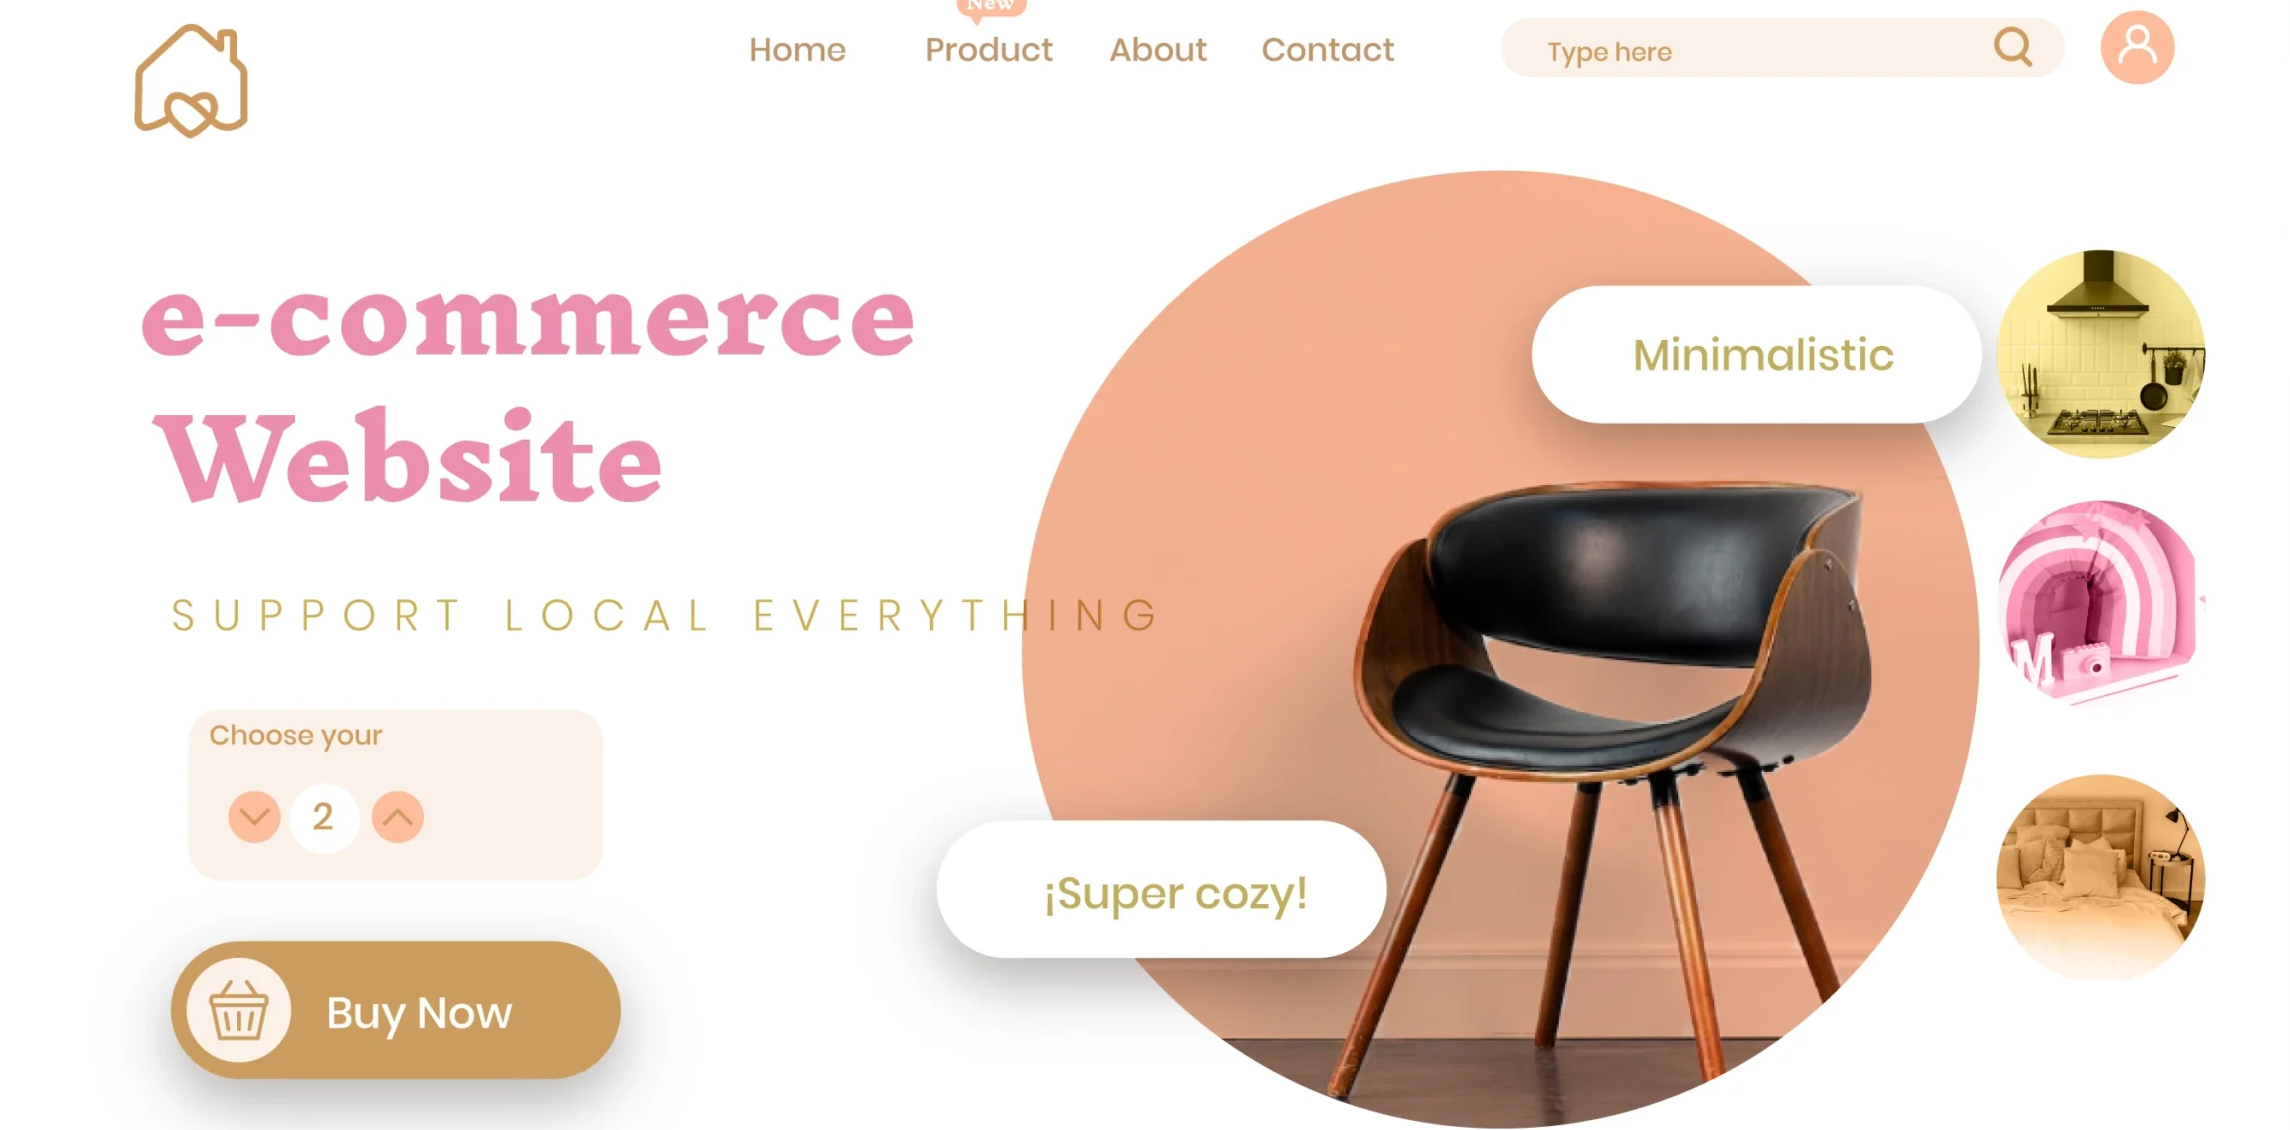 New
Home Product About Contact Type here
e-commerce
Website
Minimalistic
SUPPORT LOCAL EVERYTHING
M
Choose your
2
¡Super cozy!
Buy Now